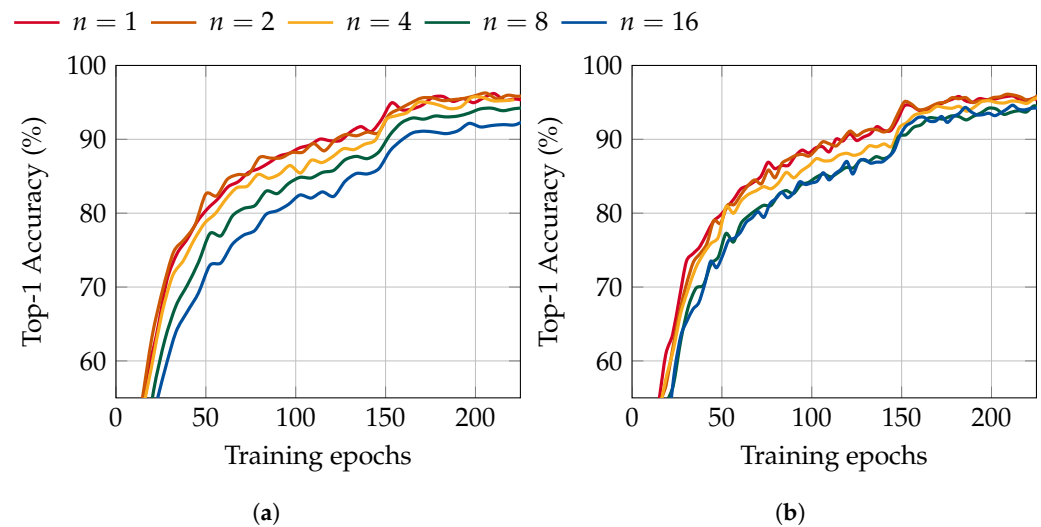 n = 1 n = 2 n = 4 n = 8 n = 16
100
90
80
70
60
0 50 100 150 200
Top-1 Accuracy (%)
Training epochs
(a)
100
90
80
70
60
0 50 100 150 200
Top-1 Accuracy (%)
Training epochs
(b)